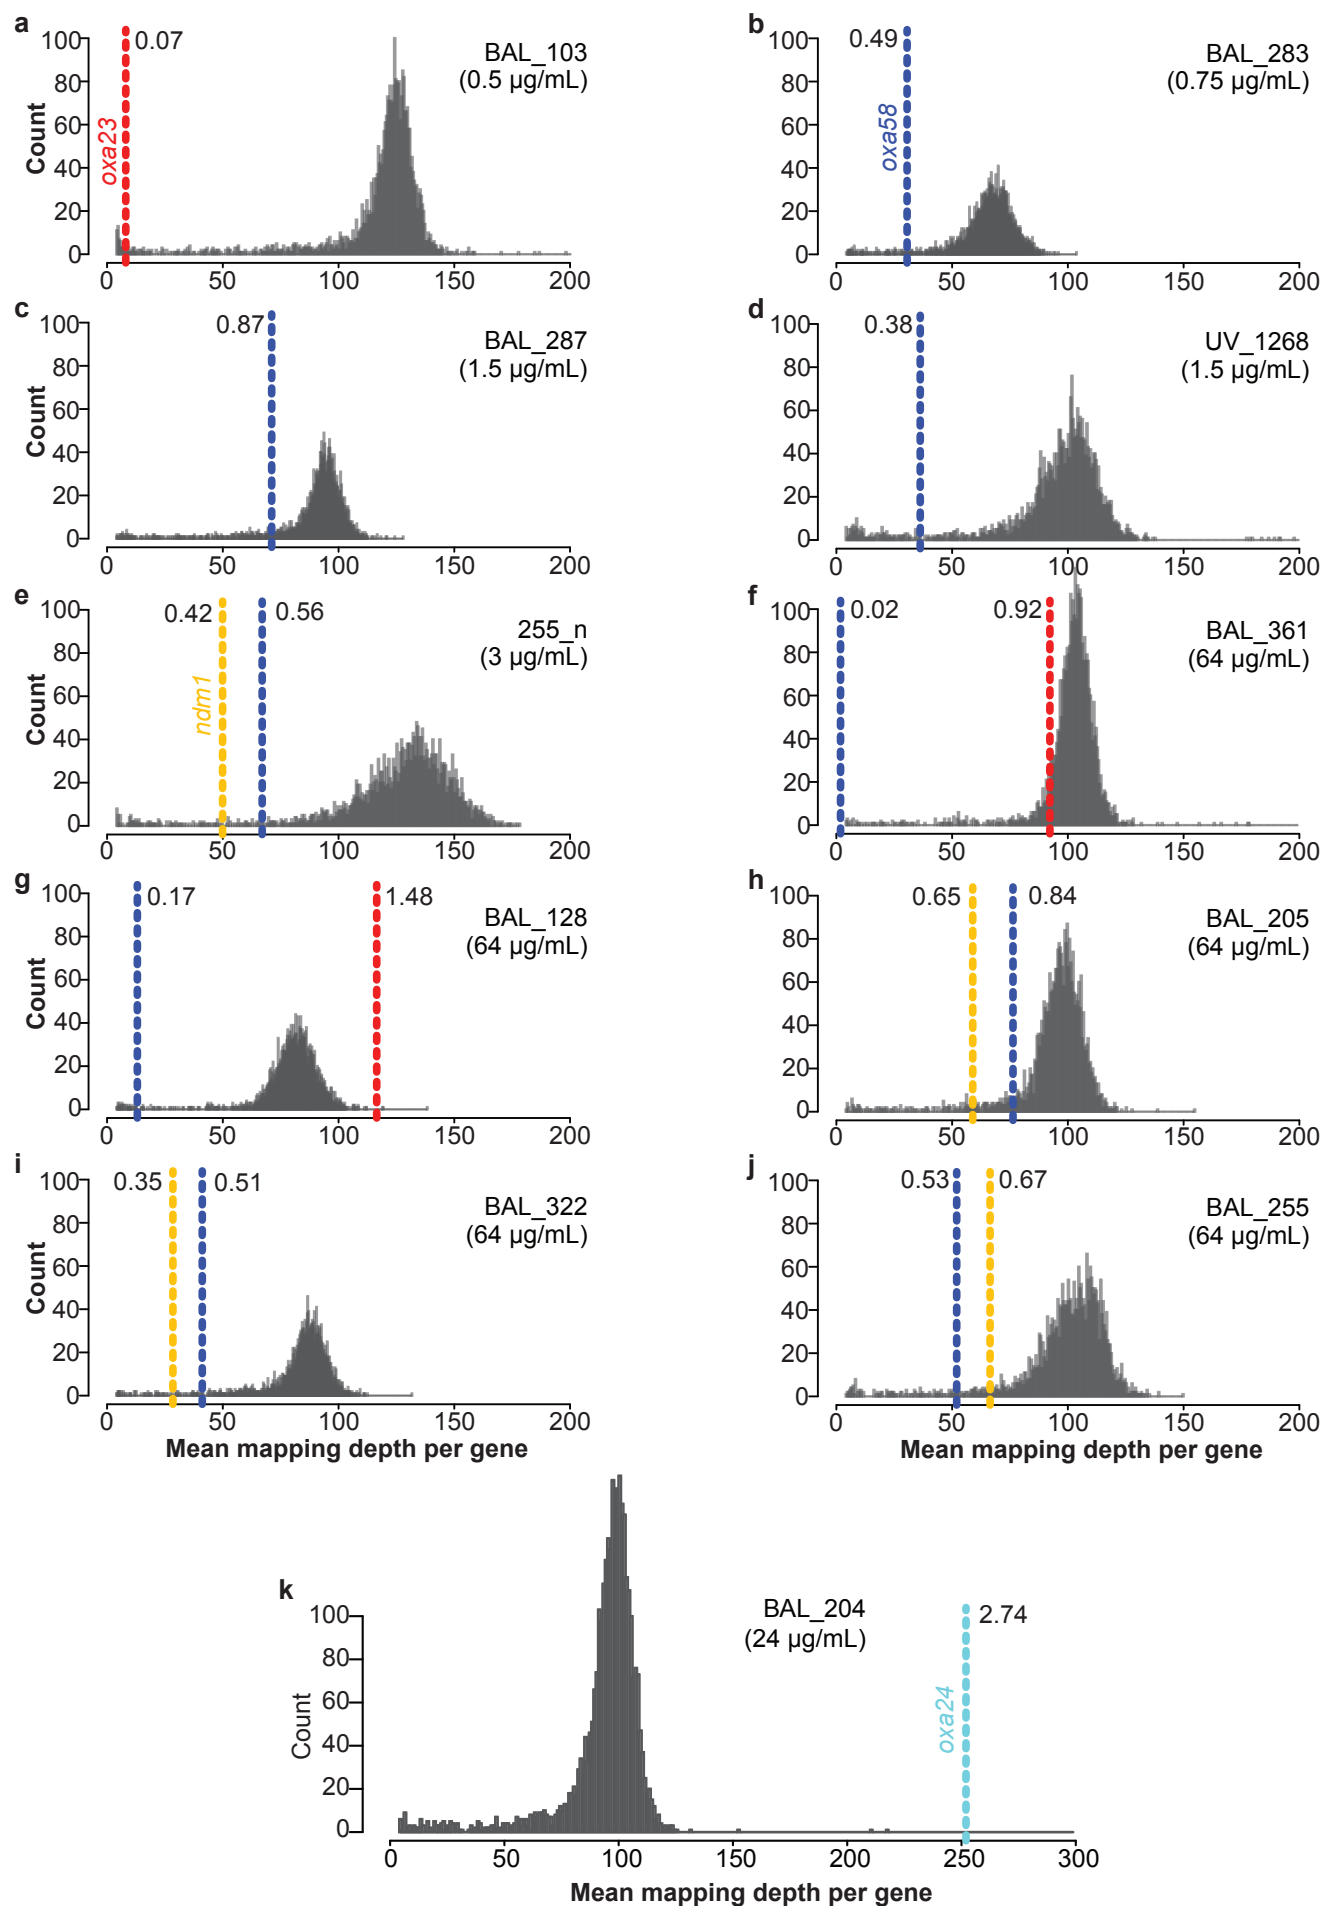 a
0.07
BAL_103
(0.5 µg/mL)
oxa23
Count
100
80
60
40
20
0
0 50 100 150 200
b
0.49
BAL_283
(0.75 µg/mL)
oxa58
100
80
60
40
20
0
0 50 100 150 200
c
0.87
BAL_287
(1.5 µg/mL)
Count
100
80
60
40
20
0
0 50 100 150 200
d
0.38
UV_1268
(1.5 µg/mL)
100
80
60
40
20
0
0 50 100 150 200
e
0.42 0.56
255_n
(3 µg/mL)
ndm1
Count
100
80
60
40
20
0
0 50 100 150 200
f
0.02 0.92
BAL_361
(64 µg/mL)
100
80
60
40
20
0
0 50 100 150 200
g
0.17 1.48
BAL_128
(64 µg/mL)
Count
100
80
60
40
20
0
0 50 100 150 200
h
0.65 0.84
BAL_205
(64 µg/mL)
100
80
60
40
20
0
0 50 100 150 200
i
0.35 0.51
BAL_322
(64 µg/mL)
Count
100
80
60
40
20
0
0 50 100 150 200
Mean mapping depth per gene
j
0.53 0.67
BAL_255
(64 µg/mL)
100
80
60
40
20
0
0 50 100 150 200
Mean mapping depth per gene
k
BAL_204
(24 µg/mL)
2.74
oxa24
Count
100
80
60
40
20
0
0 50 100 150 200 250 300
Mean mapping depth per gene